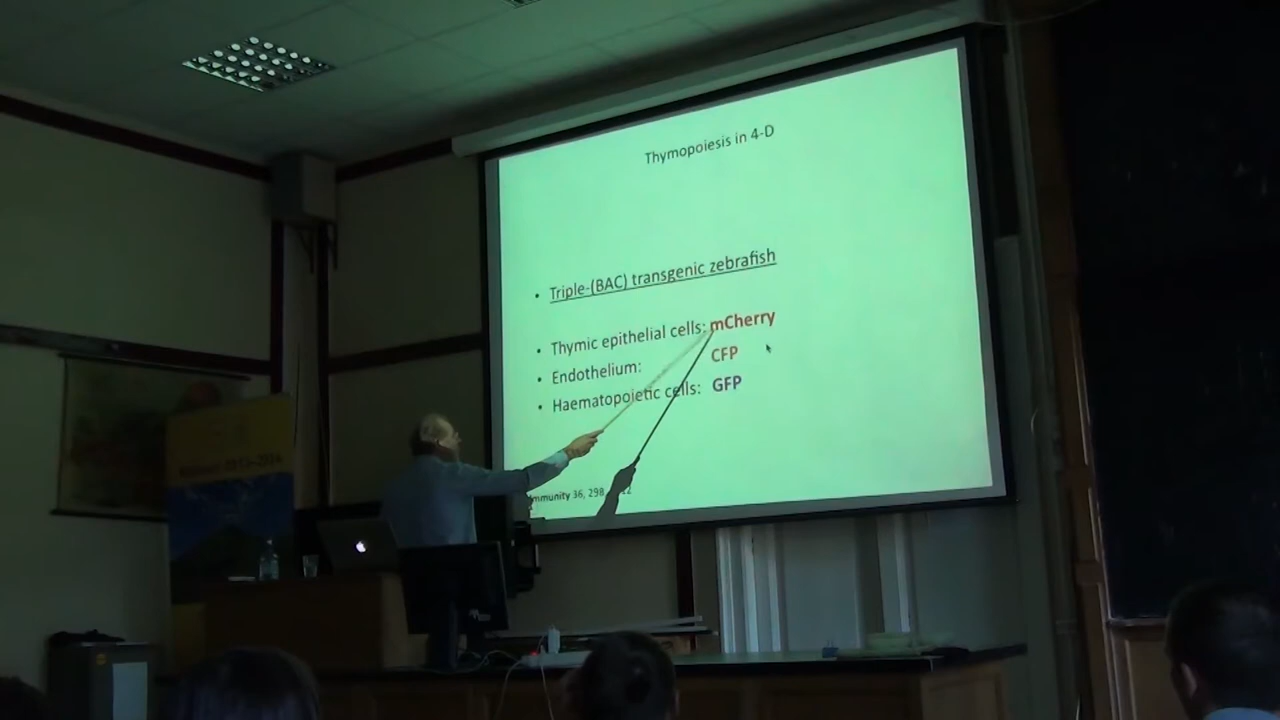 Thymopoiesis in 4-D
• Triple-(BAC) transgenic zebrafish
• Thymic epithelial cells: mCherry
• Endothelium: CFP
• Haematopoietic cells: GFP
mmunity 36, 298